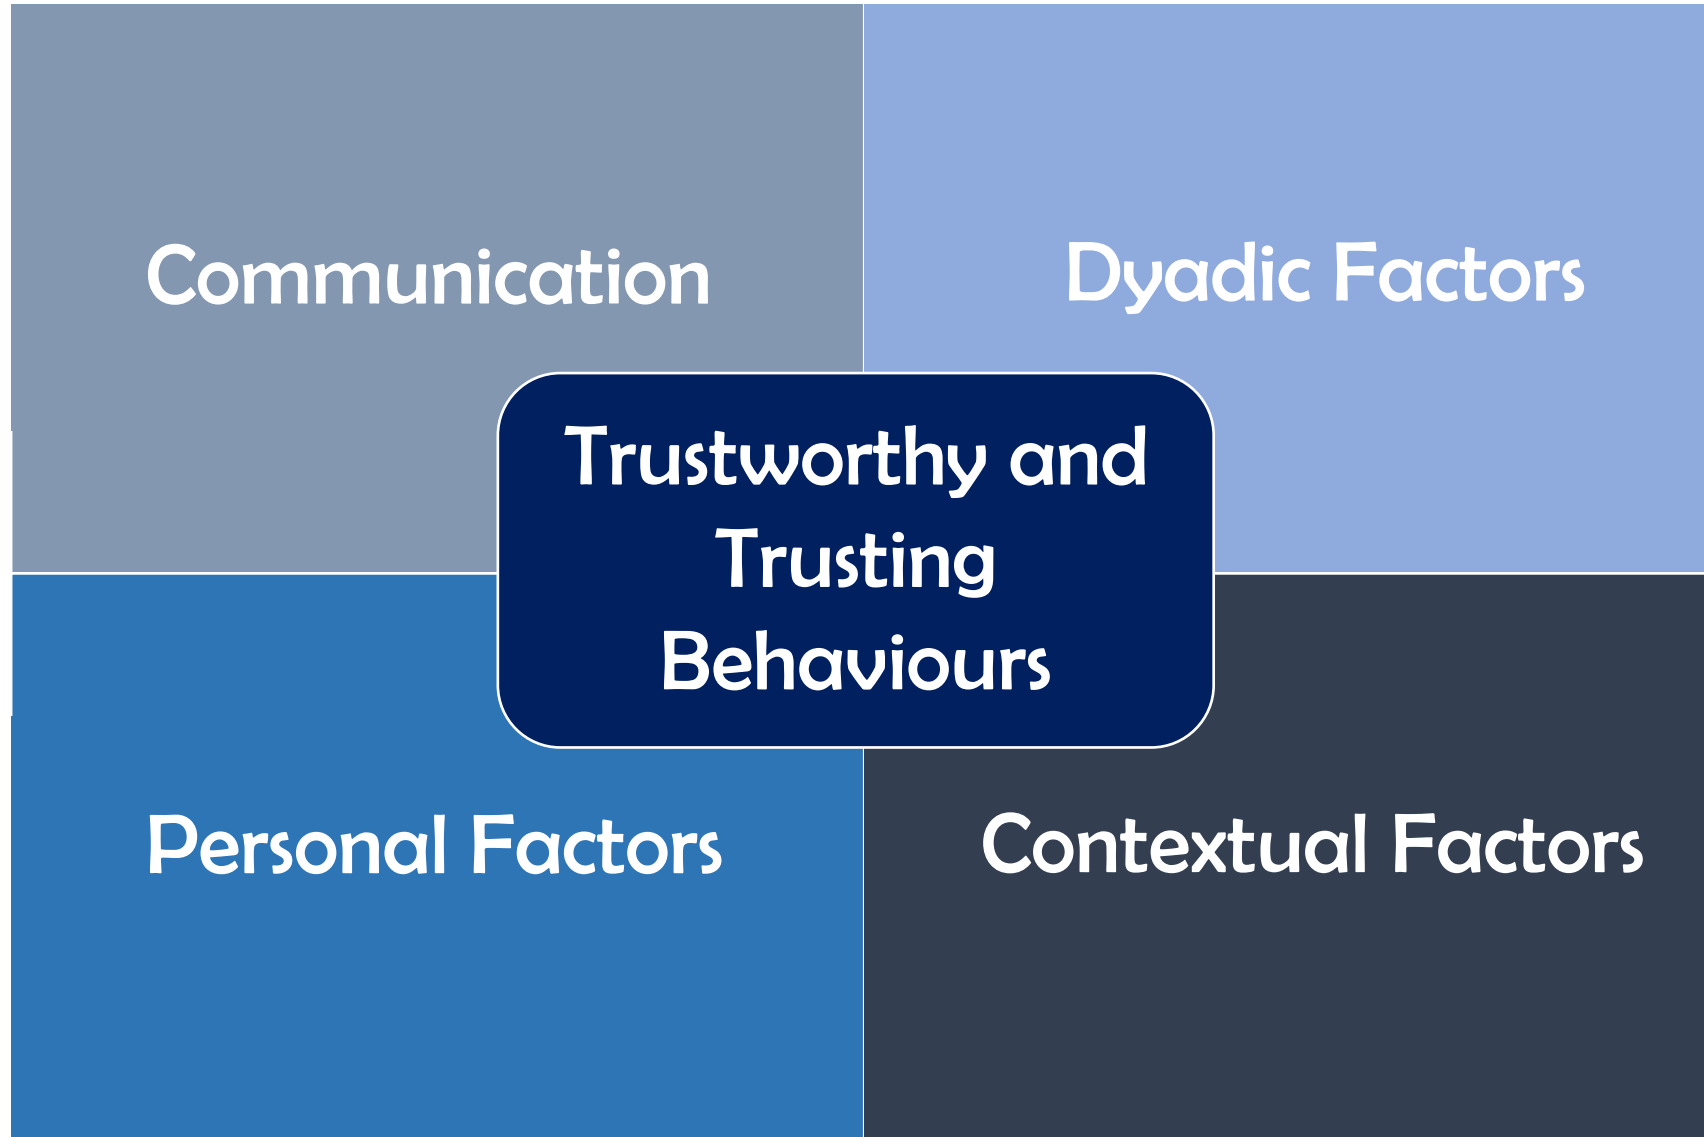 Communication
Dyadic Factors
Trustworthy and
Trusting
Behaviours
Personal Factors
Contextual Factors